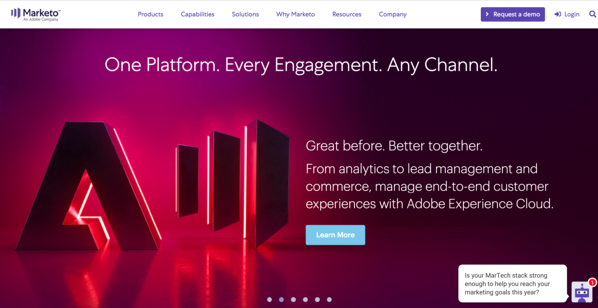 Marketo
An Adobe Company
Products
Capabilities
Solutions
Why Marketo
Resources
Company
Request a demo
Login
One Platform. Every Engagement. Any Channel.
Great before. Better together.
From analytics to lead management and
commerce, manage end-to-end customer
experiences with Adobe Experience Cloud.
Learn More
Is your MarTech stack strong
enough to help you reach your
marketing goals this year?
1